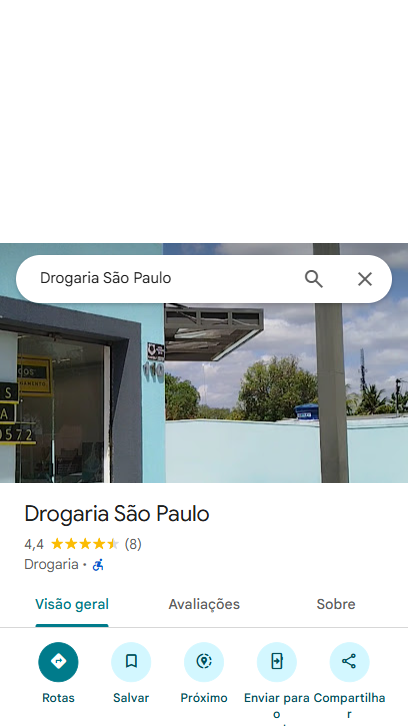 Drogaria São Paulo
dos
S
A
0572
Drogaria São Paulo
4,4 (8)
Drogaria ·
Visão geral
Avaliações
Sobre
Rotas
Salvar
Próximo
Enviar para o
Compartilhar